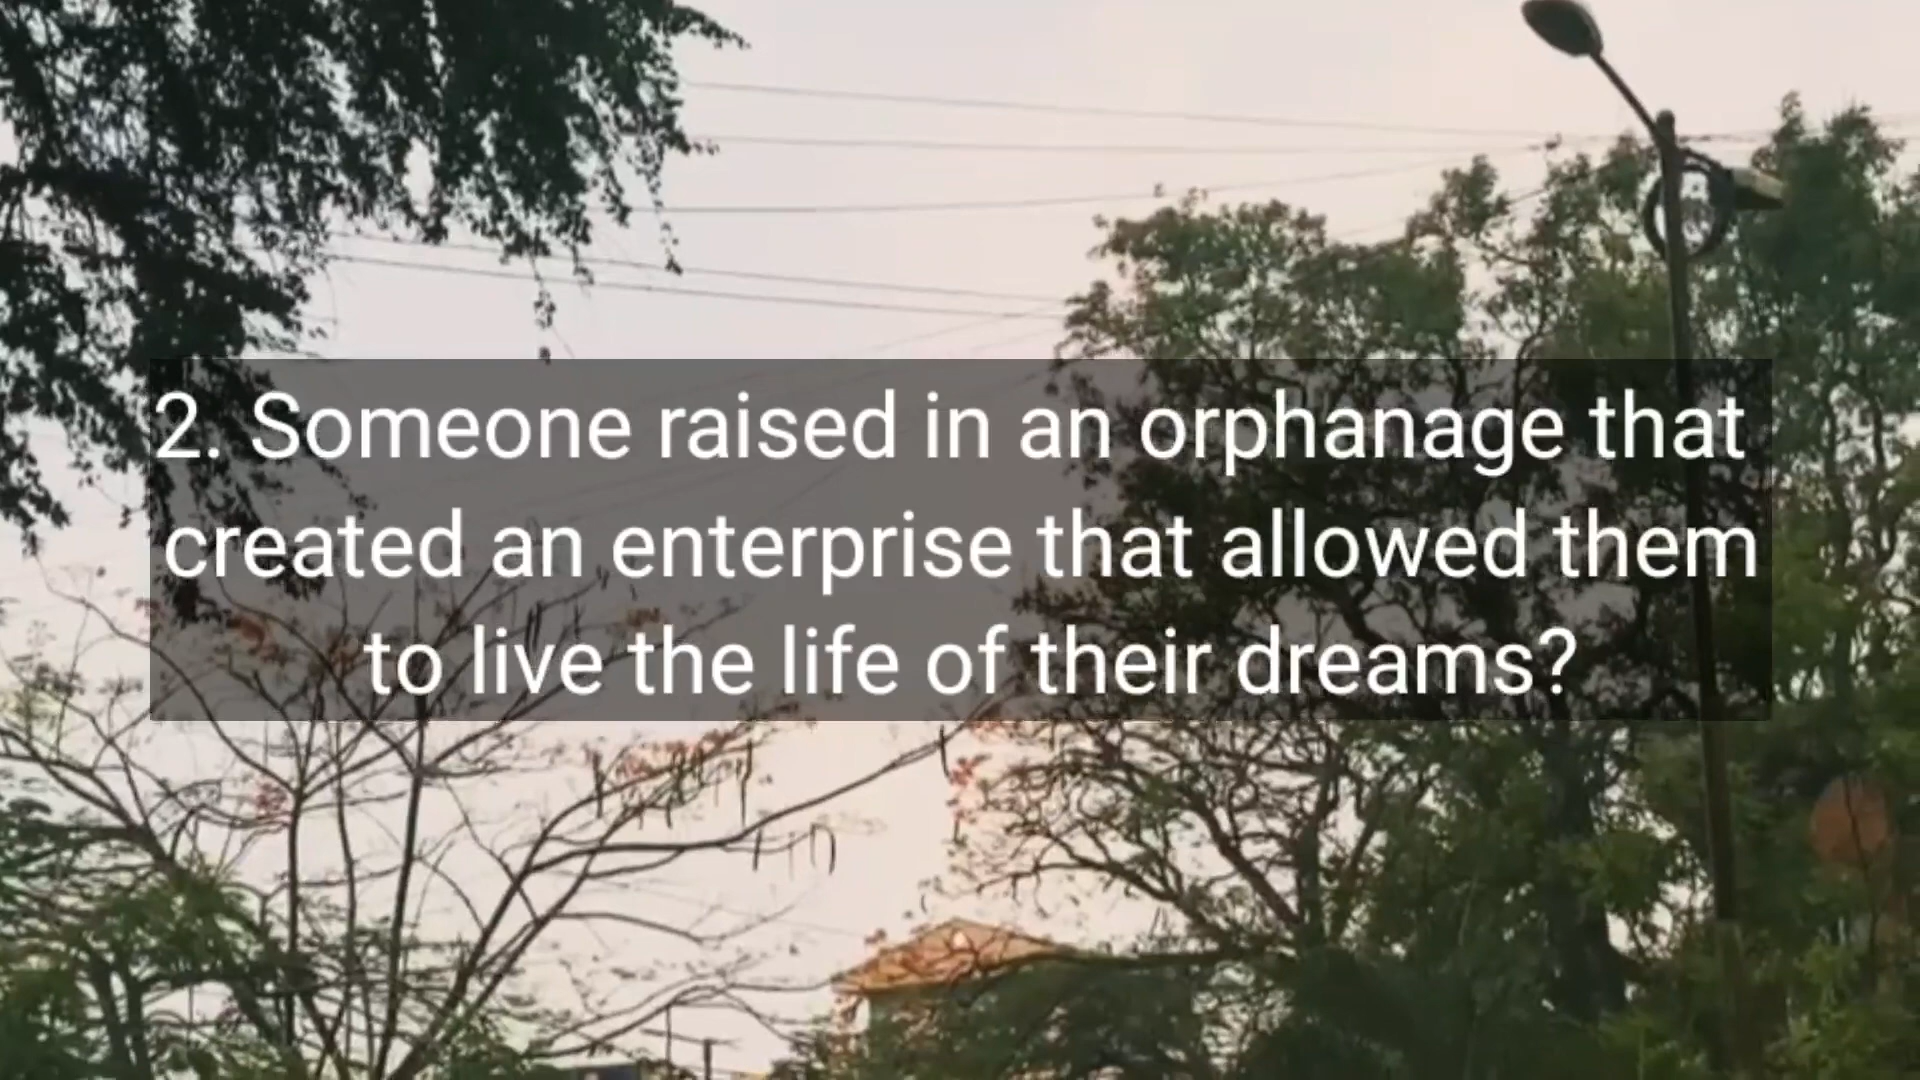 2. Someone raised in an orphanage that
created an enterprise that allowed them
to live the life of their dreams?